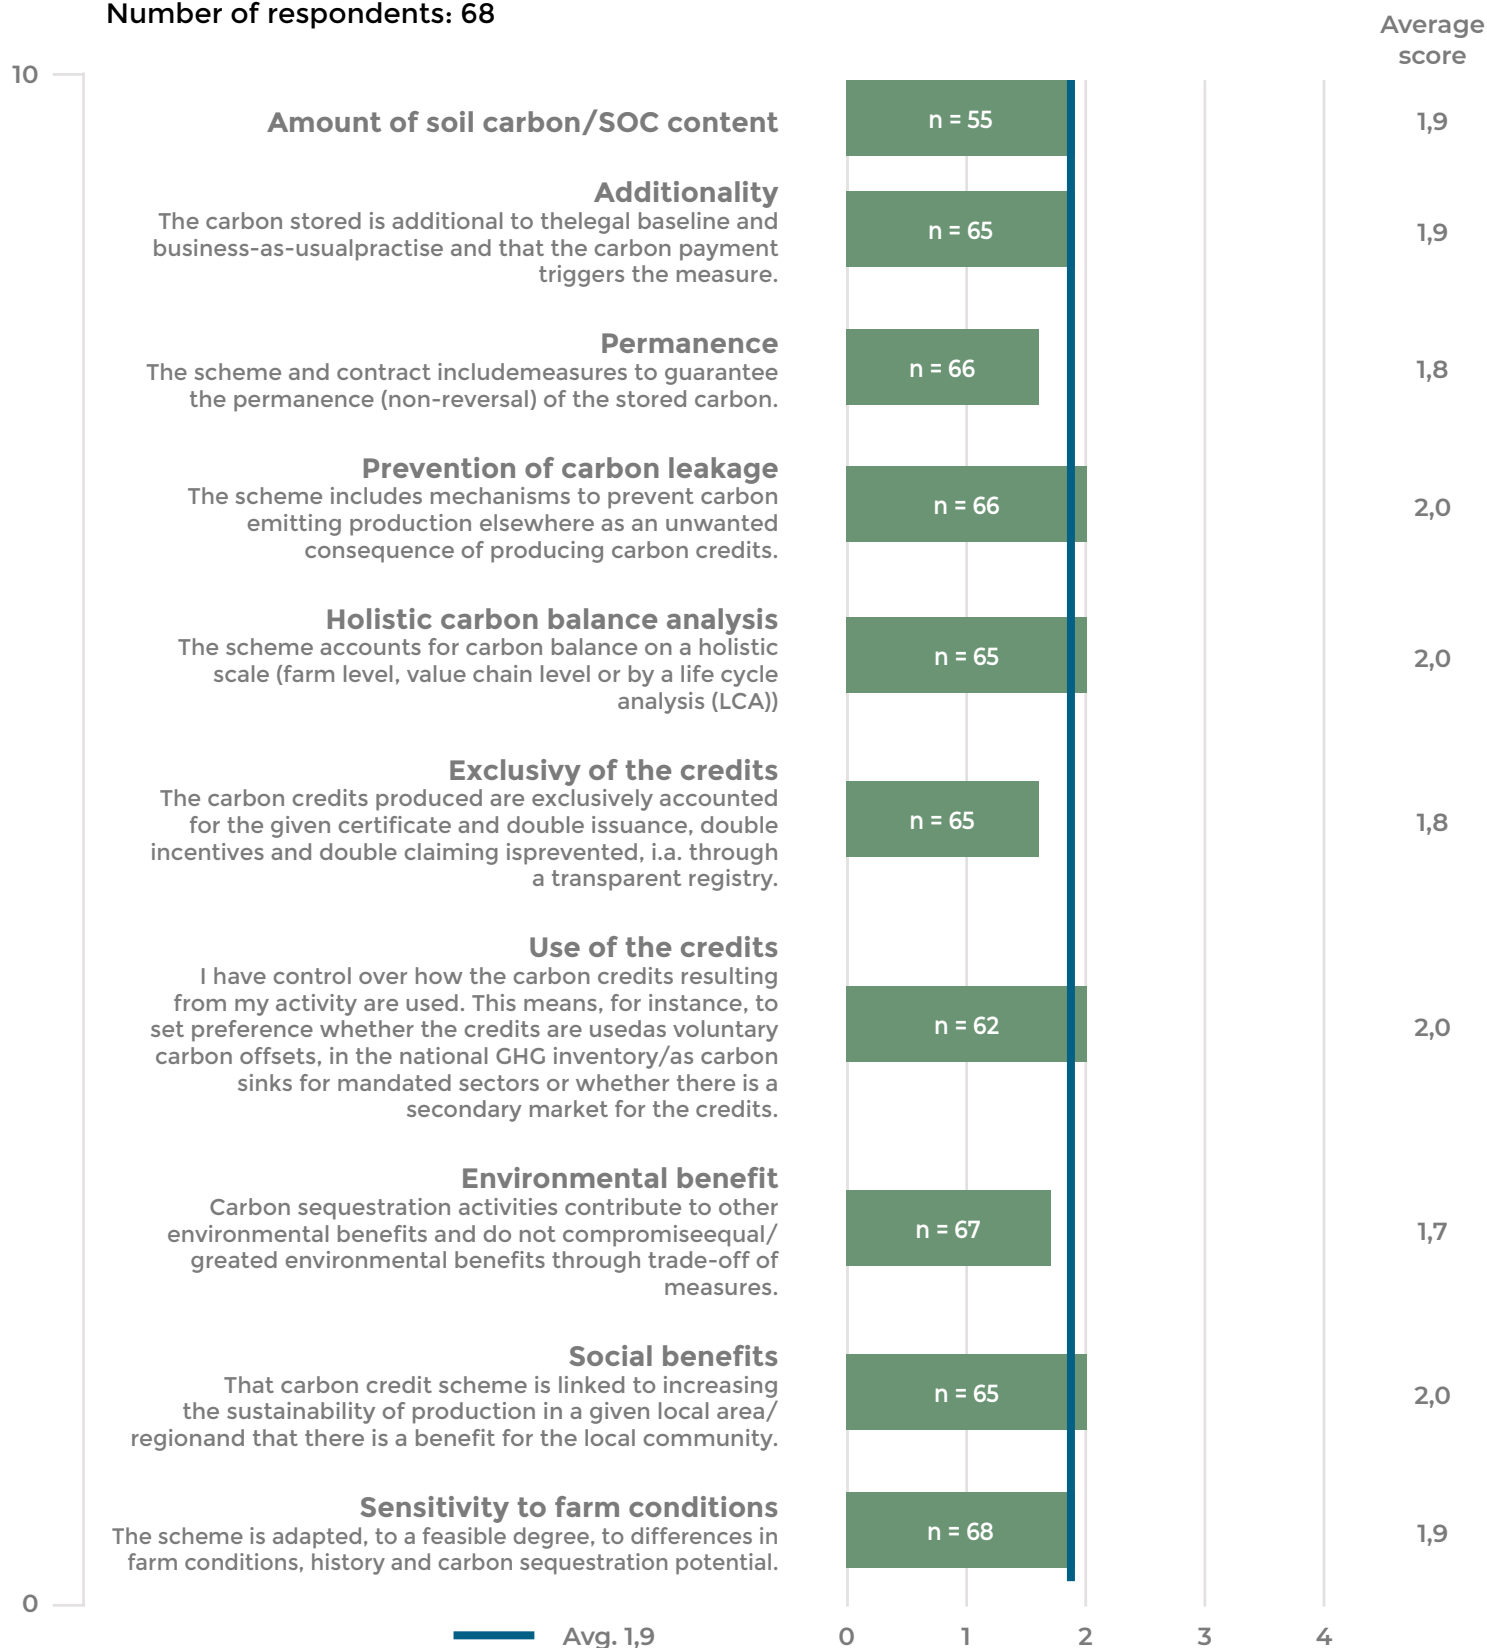 Number of respondents: 68
Average
score
10
Amount of soil carbon/SOC content
n = 55
1,9
Additionality
The carbon stored is additional to thelegal baseline and
business-as-usualpractise and that the carbon payment
triggers the measure.
n = 65
1,9
Permanence
The scheme and contract includemeasures to guarantee
the permanence (non-reversal) of the stored carbon.
n = 66
1,8
Prevention of carbon leakage
The scheme includes mechanisms to prevent carbon
emitting production elsewhere as an unwanted
consequence of producing carbon credits.
n = 66
2,0
Holistic carbon balance analysis
The scheme accounts for carbon balance on a holistic
scale (farm level, value chain level or by a life cycle
analysis (LCA))
n = 65
2,0
Exclusivy of the credits
The carbon credits produced are exclusively accounted
for the given certificate and double issuance, double
incentives and double claiming isprevented, i.a. through
a transparent registry.
n = 65
1,8
Use of the credits
I have control over how the carbon credits resulting
from my activity are used. This means, for instance, to
set preference whether the credits are usedas voluntary
carbon offsets, in the national GHG inventory/as carbon
sinks for mandated sectors or whether there is a
secondary market for the credits.
n = 62
2,0
Environmental benefit
Carbon sequestration activities contribute to other
environmental benefits and do not compromiseequal/
greated environmental benefits through trade-off of
measures.
n = 67
1,7
Social benefits
That carbon credit scheme is linked to increasing
the sustainability of production in a given local area/
regionand that there is a benefit for the local community.
n = 65
2,0
Sensitivity to farm conditions
The scheme is adapted, to a feasible degree, to differences in
farm conditions, history and carbon sequestration potential.
n = 68
1,9
0
Avg. 1,9
0 1 2 3 4